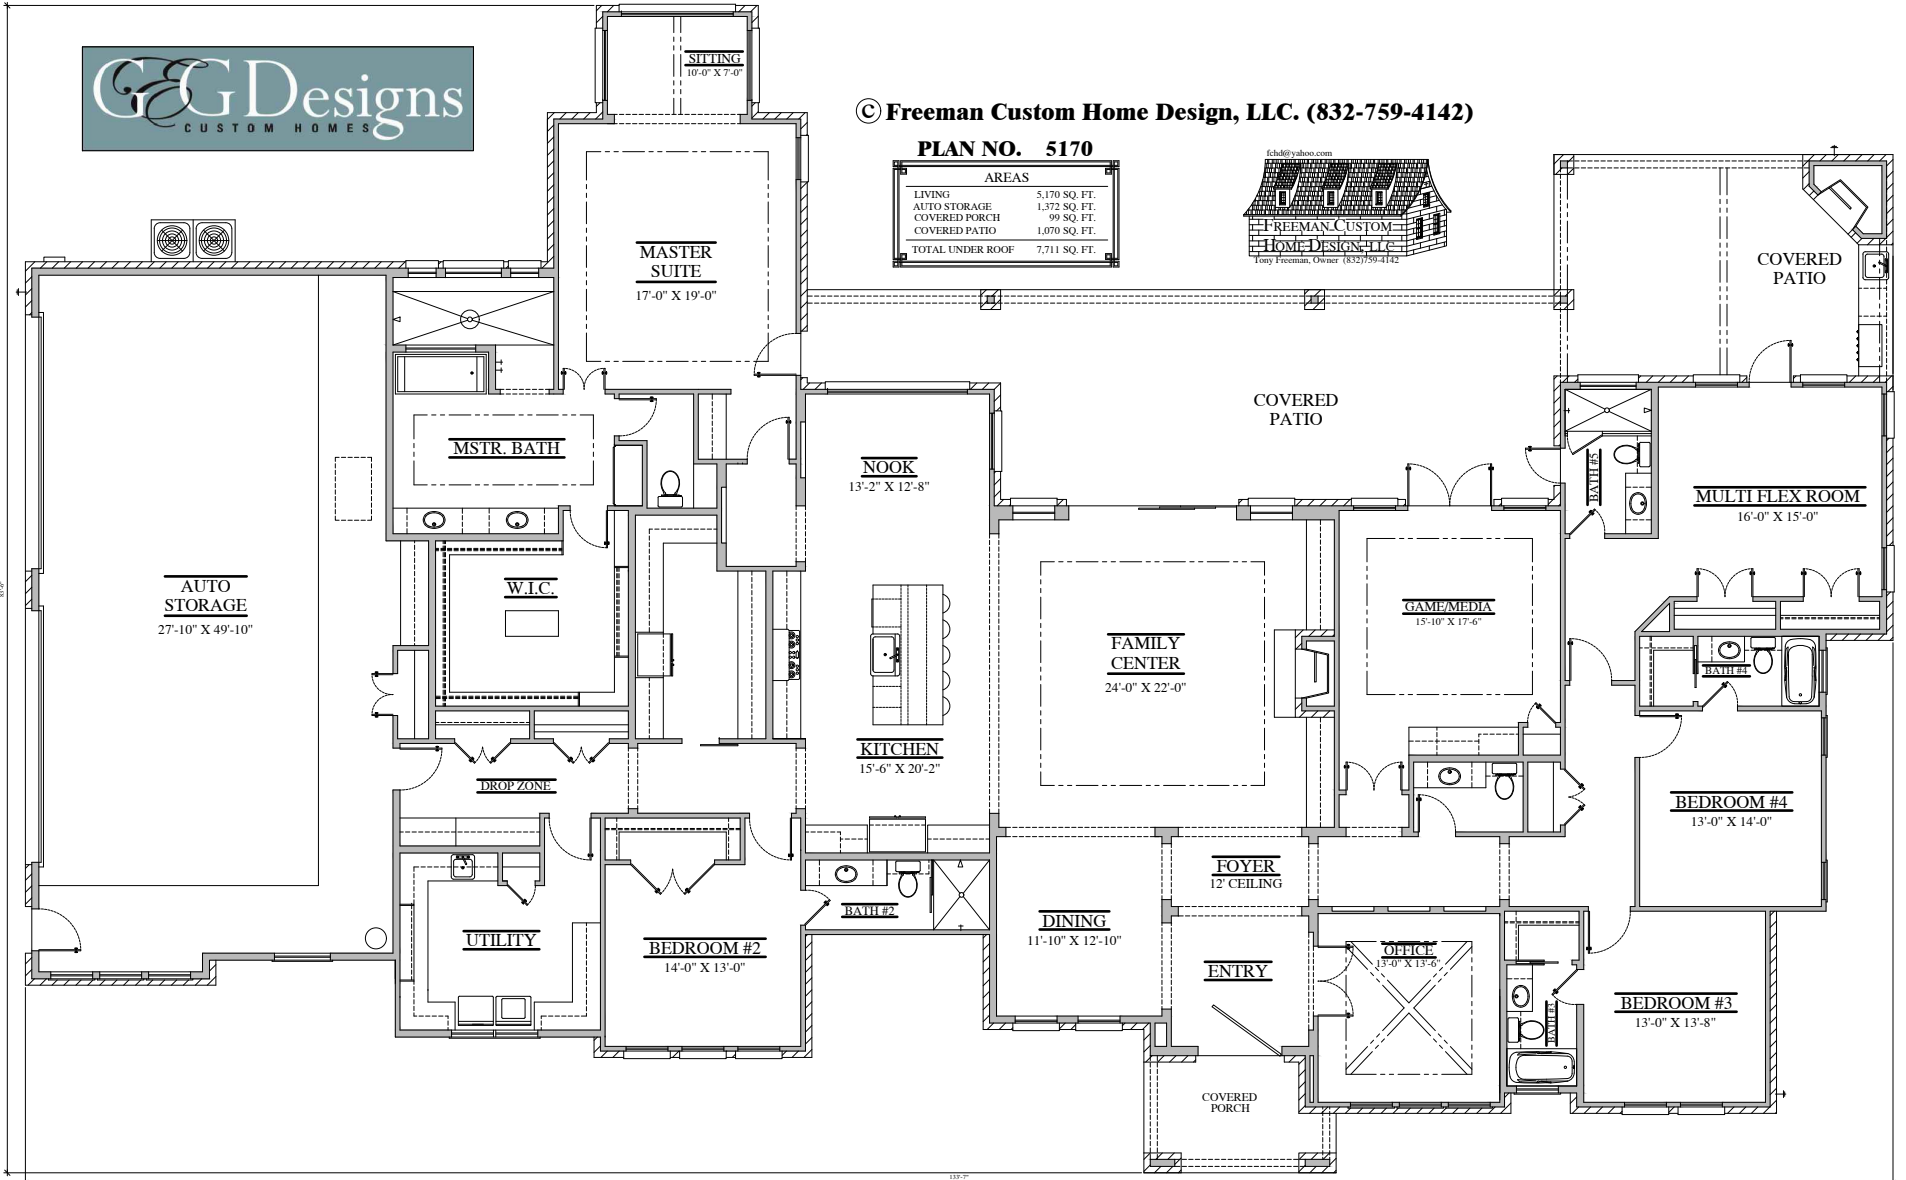 SITTING
10'-0" X 7'-0"
G&G Designs
CUSTOM HOMES
© Freeman Custom Home Design, LLC. (832-759-4142)
PLAN NO. 5170
AREAS
LIVING 5,170 SQ. FT.
AUTO STORAGE 1,372 SQ. FT.
COVERED PORCH 99 SQ. FT.
COVERED PATIO 1,070 SQ. FT.
TOTAL UNDER ROOF 7,711 SQ. FT.
fchd@yahoo.com
FREEMAN CUSTOM
HOME DESIGN, LLC
Tony Freeman, Owner (832)759-4142
MASTER
SUITE
17'-0" X 19'-0"
COVERED
PATIO
COVERED
PATIO
MSTR. BATH
NOOK
13'-2" X 12'-8"
BATH #5
MULTI FLEX ROOM
16'-0" X 15'-0"
AUTO
STORAGE
27'-10" X 49'-10"
W.I.C.
FAMILY
CENTER
24'-0" X 22'-0"
GAME/MEDIA
15'-10" X 17'-6"
BATH #4
KITCHEN
15'-6" X 20'-2"
DROP ZONE
BEDROOM #4
13'-0" X 14'-0"
FOYER
12' CEILING
BATH #2
DINING
11'-10" X 12'-10"
UTILITY
BEDROOM #2
14'-0" X 13'-0"
ENTRY
OFFICE
13'-0" X 13'-6"
BATH #3
BEDROOM #3
13'-0" X 13'-8"
COVERED
PORCH
133'-7"